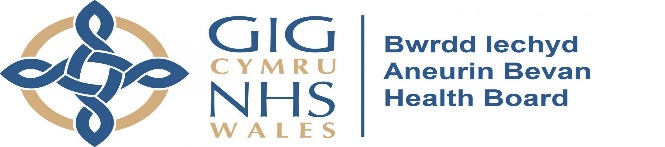 GIG
CYMRU
NHS
WALES
Bwrdd Iechyd
Aneurin Bevan
Health Board